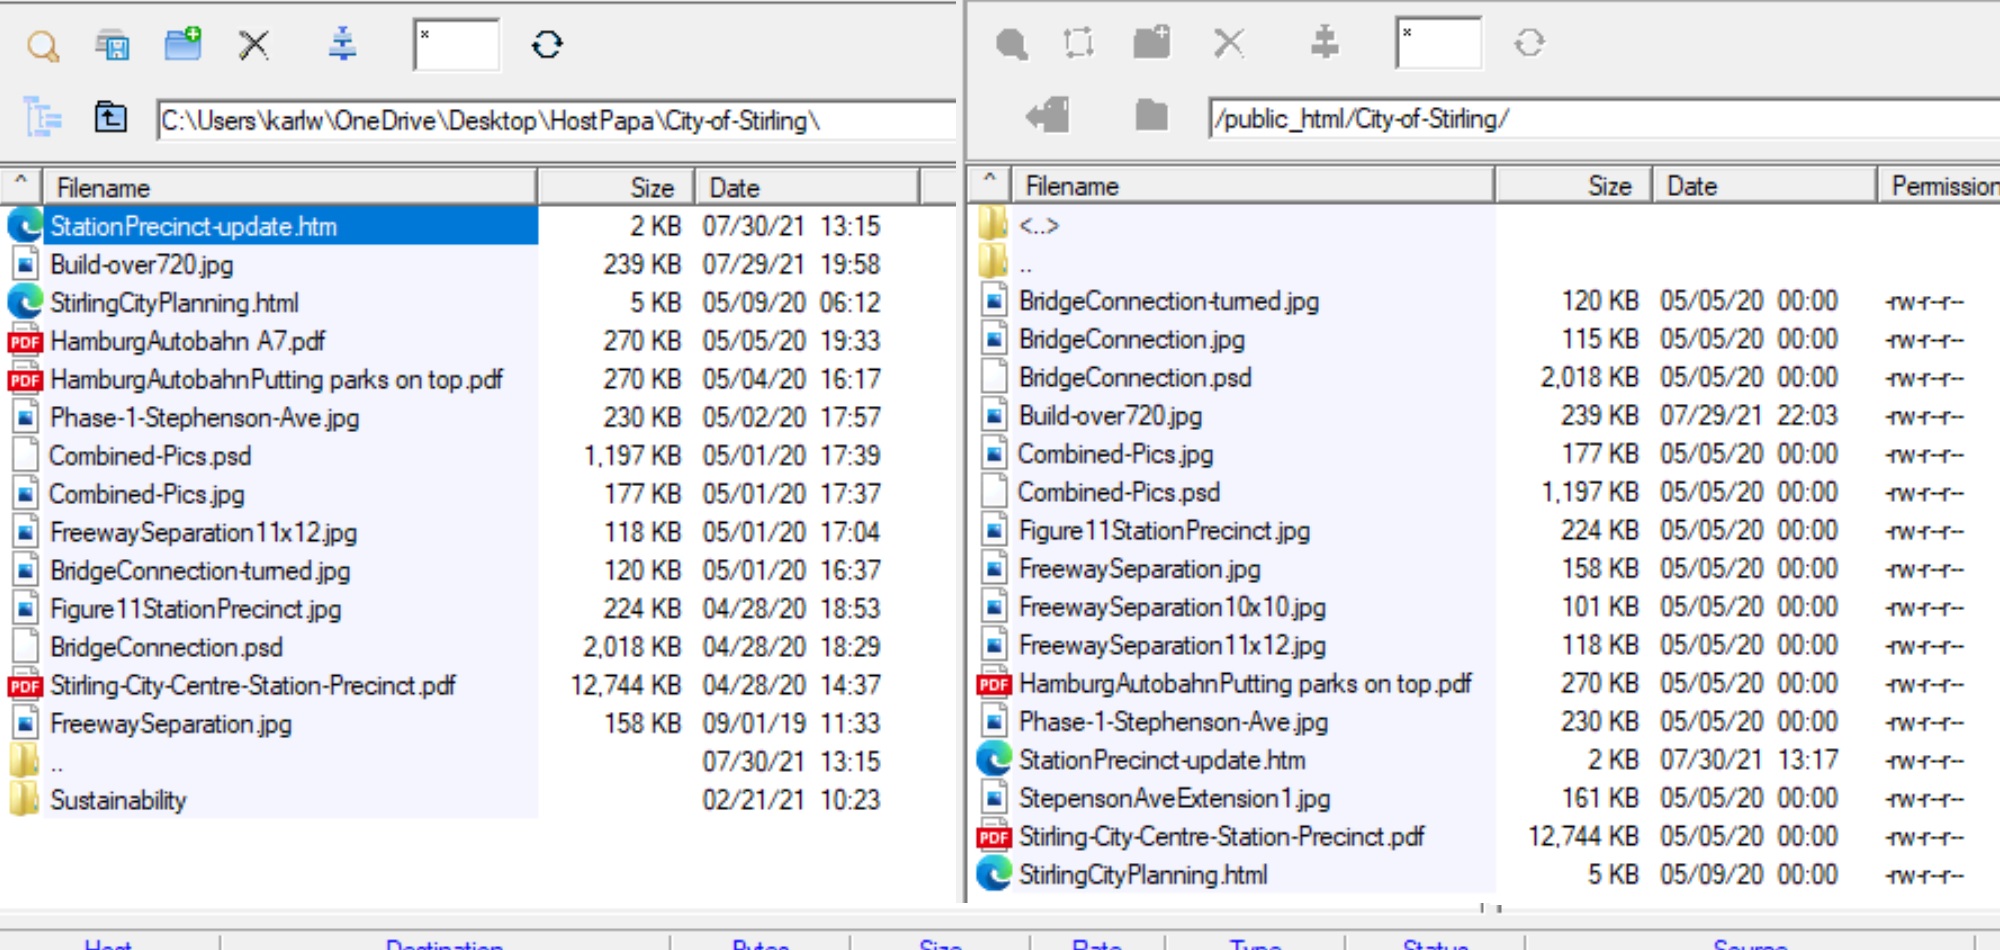 *
C:\Users\karlw\OneDrive\Desktop\HostPapa\City-of-Stirling\
^ Filename Size Date
StationPrecinct-update.htm 2 KB 07/30/21 13:15
Build-over720.jpg 239 KB 07/29/21 19:58
StirlingCityPlanning.html 5 KB 05/09/20 06:12
PDF HamburgAutobahn A7.pdf 270 KB 05/05/20 19:33
PDF HamburgAutobahnPutting parks on top.pdf 270 KB 05/04/20 16:17
Phase-1-Stephenson-Ave.jpg 230 KB 05/02/20 17:57
Combined-Pics.psd 1,197 KB 05/01/20 17:39
Combined-Pics.jpg 177 KB 05/01/20 17:37
FreewaySeparation11x12.jpg 118 KB 05/01/20 17:04
BridgeConnection-turned.jpg 120 KB 05/01/20 16:37
Figure11StationPrecinct.jpg 224 KB 04/28/20 18:53
BridgeConnection.psd 2,018 KB 04/28/20 18:29
PDF Stirling-City-Centre-Station-Precinct.pdf 12,744 KB 04/28/20 14:37
FreewaySeparation.jpg 158 KB 09/01/19 11:33
.. 07/30/21 13:15
Sustainability 02/21/21 10:23
*
/public_html/City-of-Stirling/
^ Filename Size Date Permission
<..>
..
BridgeConnection-turned.jpg 120 KB 05/05/20 00:00 -rw-r--r--
BridgeConnection.jpg 115 KB 05/05/20 00:00 -rw-r--r--
BridgeConnection.psd 2,018 KB 05/05/20 00:00 -rw-r--r--
Build-over720.jpg 239 KB 07/29/21 22:03 -rw-r--r--
Combined-Pics.jpg 177 KB 05/05/20 00:00 -rw-r--r--
Combined-Pics.psd 1,197 KB 05/05/20 00:00 -rw-r--r--
Figure11StationPrecinct.jpg 224 KB 05/05/20 00:00 -rw-r--r--
FreewaySeparation.jpg 158 KB 05/05/20 00:00 -rw-r--r--
FreewaySeparation10x10.jpg 101 KB 05/05/20 00:00 -rw-r--r--
FreewaySeparation11x12.jpg 118 KB 05/05/20 00:00 -rw-r--r--
PDF HamburgAutobahnPutting parks on top.pdf 270 KB 05/05/20 00:00 -rw-r--r--
Phase-1-Stephenson-Ave.jpg 230 KB 05/05/20 00:00 -rw-r--r--
StationPrecinct-update.htm 2 KB 07/30/21 13:17 -rw-r--r--
StepensonAveExtension1.jpg 161 KB 05/05/20 00:00 -rw-r--r--
PDF Stirling-City-Centre-Station-Precinct.pdf 12,744 KB 05/05/20 00:00 -rw-r--r--
StirlingCityPlanning.html 5 KB 05/09/20 00:00 -rw-r--r--
Host Destination Bytes Size Rate Type Status Source